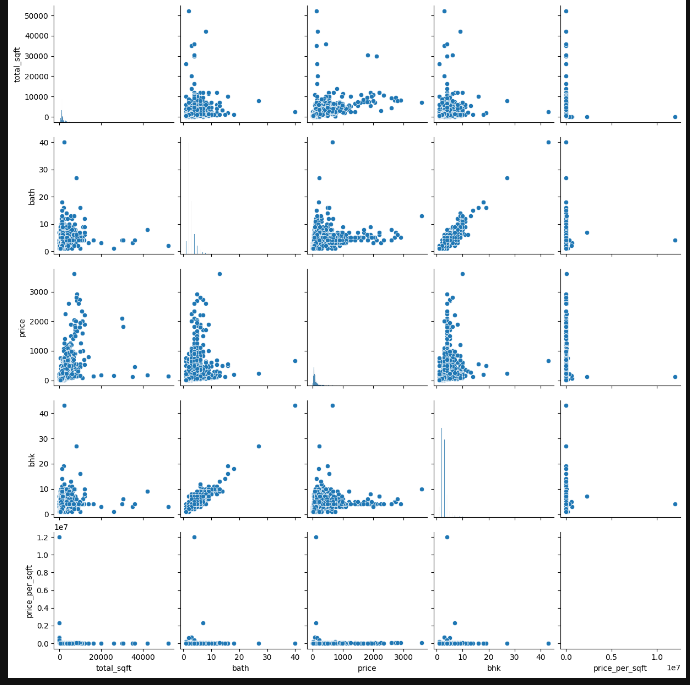 total_sqft
50000
40000
30000
20000
10000
0
bath
40
30
20
10
0
price
3000
2000
1000
0
bhk
40
30
20
10
0
1e7
price_per_sqft
1.2
1.0
0.8
0.6
0.4
0.2
0.0
0 20000 40000
0 10 20 30 40
0 1000 2000 3000
0 10 20 30 40
0.0 0.5 1.0
1e7
total_sqft bath price bhk price_per_sqft